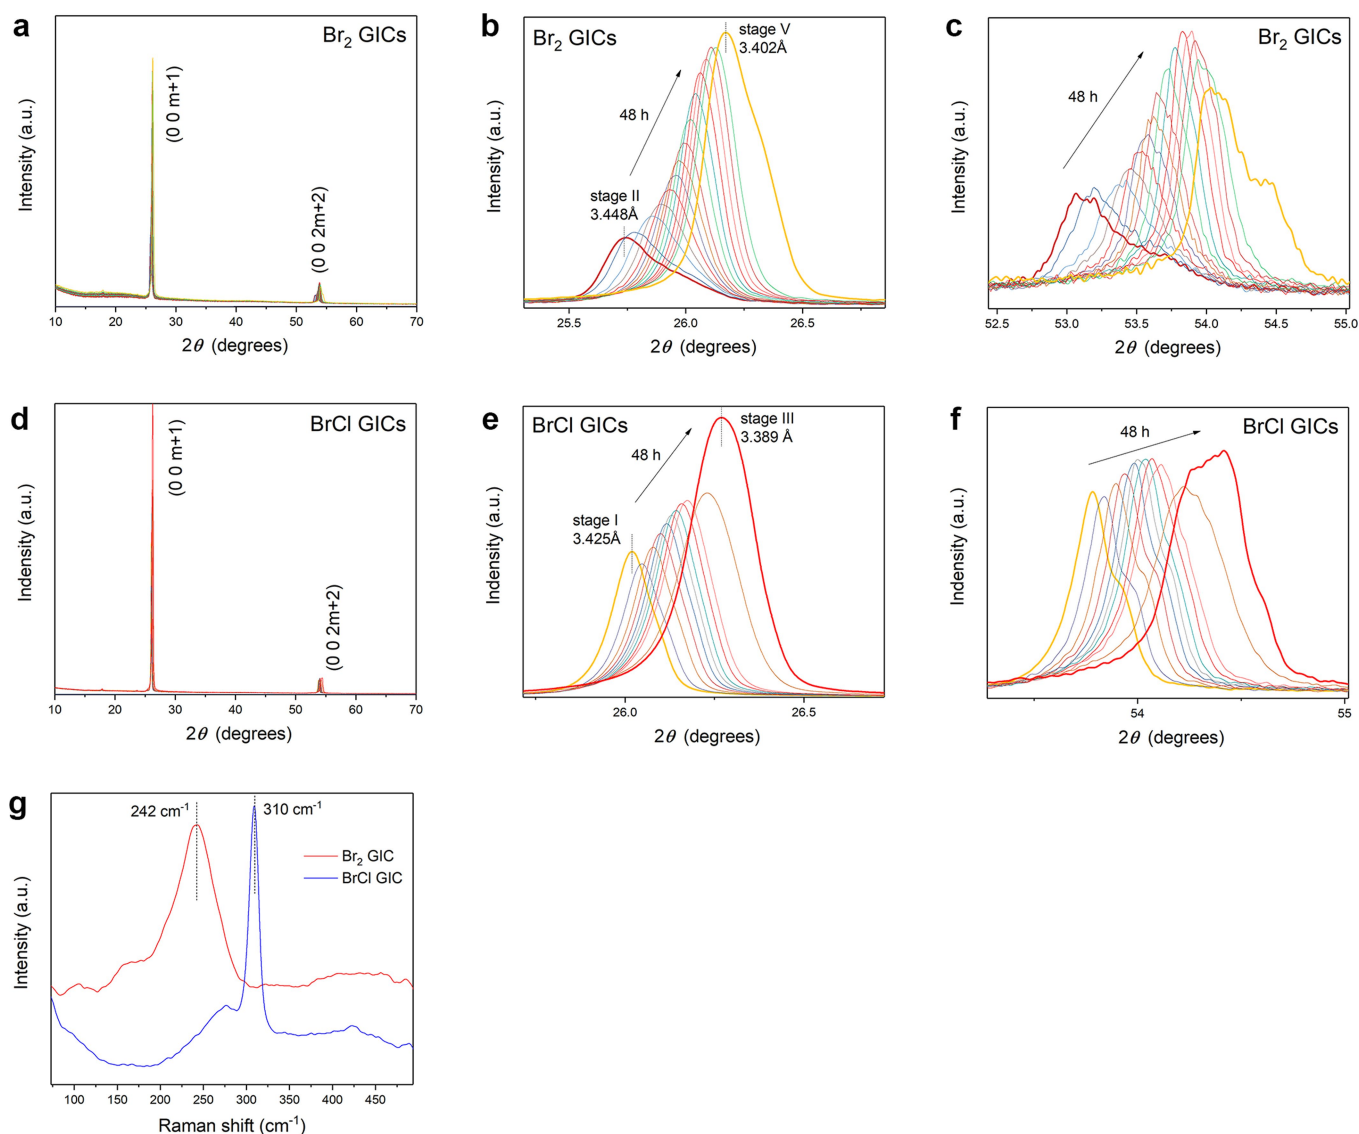 a
Br₂ GICs
Intensity (a.u.)
(0 0 m+1)
(0 0 2m+2)
10 20 30 40 50 60 70
2θ (degrees)
b
Br₂ GICs
stage V
3.402Å
48 h
stage II
3.448Å
Intensity (a.u.)
25.5 26.0 26.5
2θ (degrees)
c
Br₂ GICs
48 h
Intensity (a.u.)
52.5 53.0 53.5 54.0 54.5 55.0
2θ (degrees)
d
BrCl GICs
Indensity (a.u.)
(0 0 m+1)
(0 0 2m+2)
10 20 30 40 50 60 70
2θ (degrees)
e
BrCl GICs
stage III
3.389 Å
48 h
stage I
3.425Å
Indensity (a.u.)
26.0 26.5
2θ (degrees)
f
BrCl GICs
48 h
Indensity (a.u.)
54 55
2θ (degrees)
g
242 cm⁻¹
310 cm⁻¹
Br₂ GIC
BrCl GIC
Intensity (a.u.)
100 150 200 250 300 350 400 450
Raman shift (cm⁻¹)